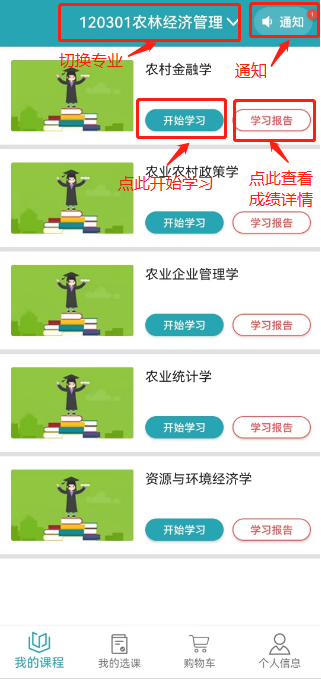 120301农林经济管理
通知
切换专业
通知
农村金融学
开始学习
学习报告
农业农村政策学
点此开始学习
点此查看
成绩详情
开始学习
学习报告
农业企业管理学
开始学习
学习报告
农业统计学
开始学习
学习报告
资源与环境经济学
开始学习
学习报告
我的课程
我的选课
购物车
个人信息